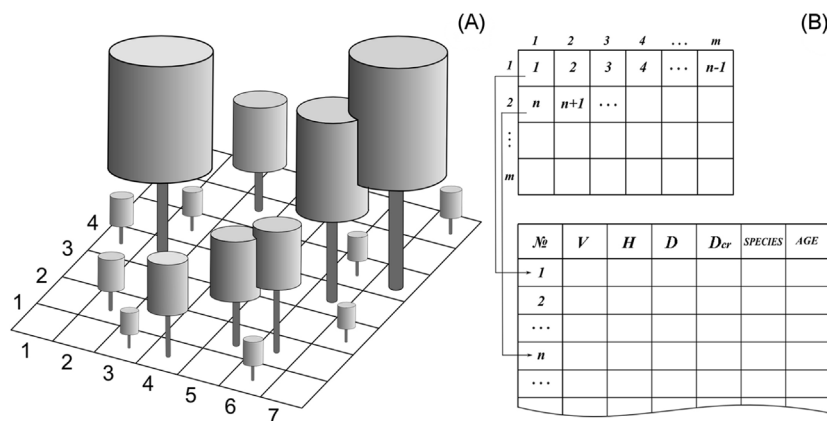 (A)
4
3
2
1
1 2 3 4 5 6 7
(B)
1 2 3 4 ... m
1 1 2 3 4 ... n-1
2 n n+1 ...
⋮
m
№ V H D Dcr SPECIES AGE
1
2
...
n
...